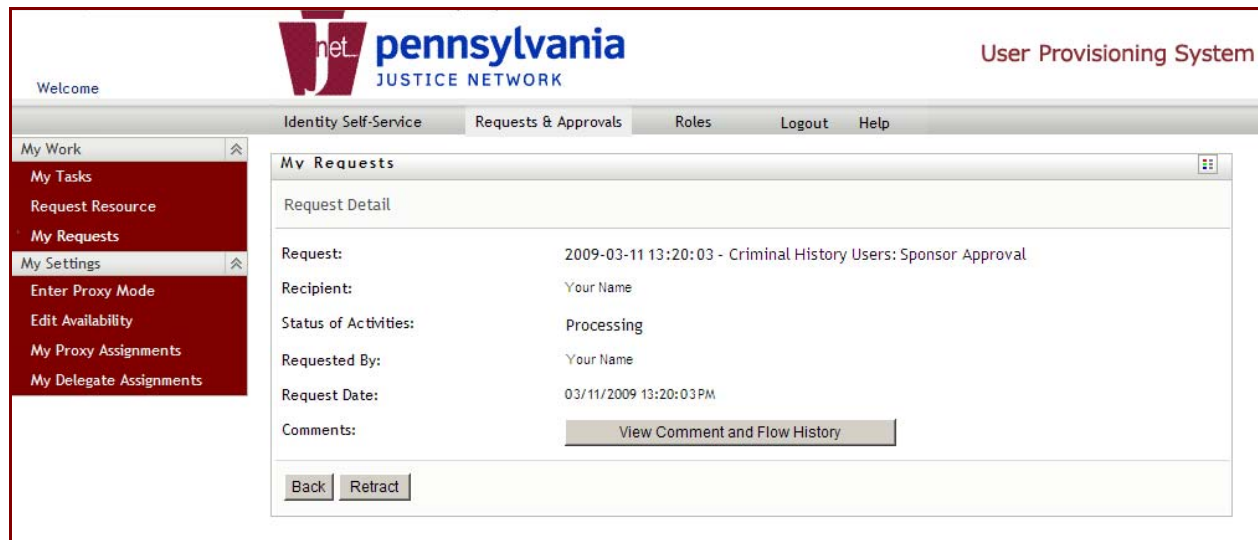 Welcome
jnet
pennsylvania
JUSTICE NETWORK
User Provisioning System
Identity Self-Service Requests & Approvals Roles Logout Help
My Work
My Tasks
Request Resource
My Requests
My Settings
Enter Proxy Mode
Edit Availability
My Proxy Assignments
My Delegate Assignments
My Requests
Request Detail
Request: 2009-03-11 13:20:03 - Criminal History Users: Sponsor Approval
Recipient: Your Name
Status of Activities: Processing
Requested By: Your Name
Request Date: 03/11/2009 13:20:03PM
Comments: View Comment and Flow History
Back Retract